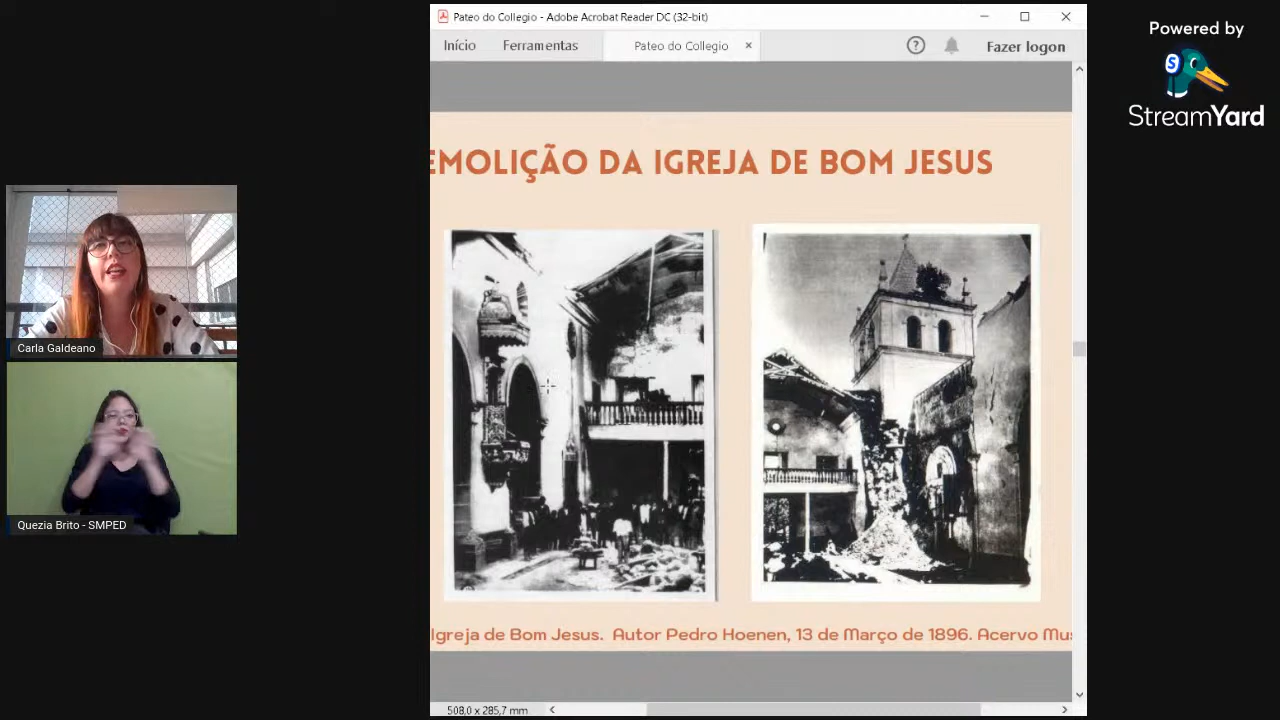 Pateo do Collegio - Adobe Acrobat Reader DC (32-bit)
Início Ferramentas Pateo do Collegio × ? Fazer logon
Powered by
S
StreamYard
EMOLIÇÃO DA IGREJA DE BOM JESUS
Carla Galdeano
Quezia Brito - SMPED
Igreja de Bom Jesus. Autor Pedro Hoenen, 13 de Março de 1896. Acervo Mus
508,0 x 285,7 mm